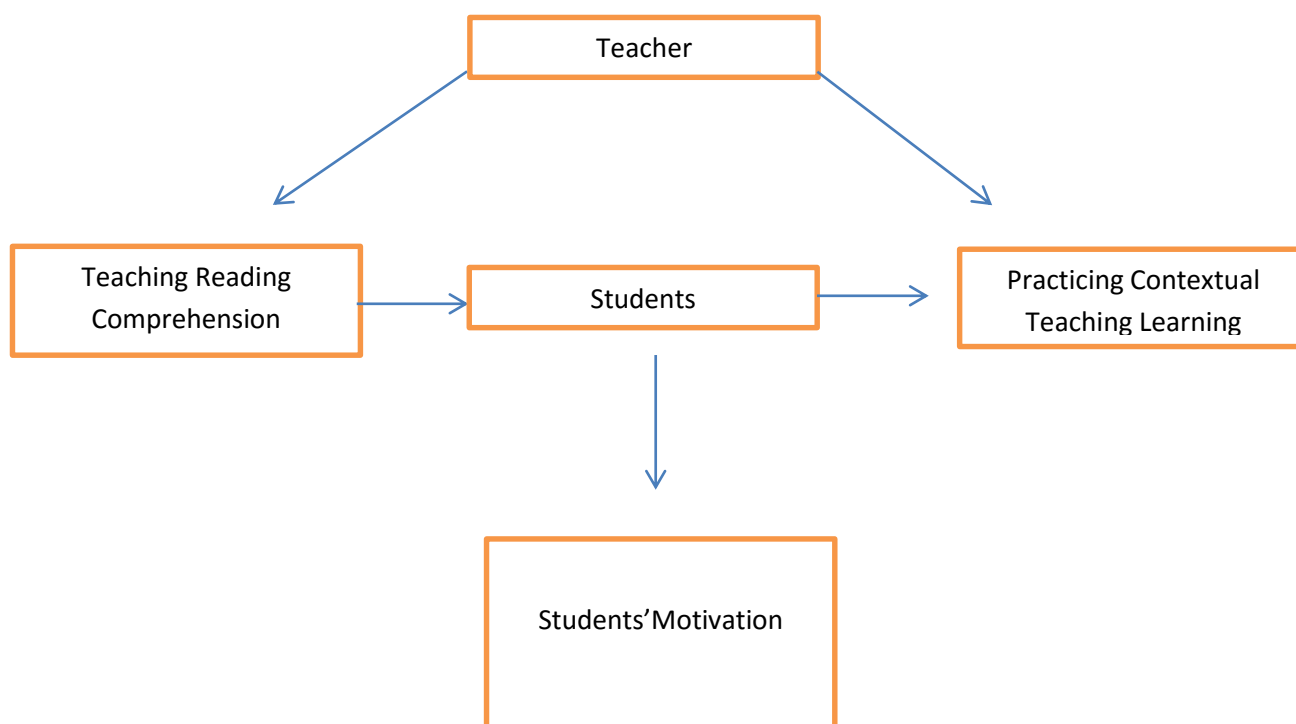 Teacher
Teaching Reading
Comprehension
Students
Practicing Contextual
Teaching Learning
Students’Motivation